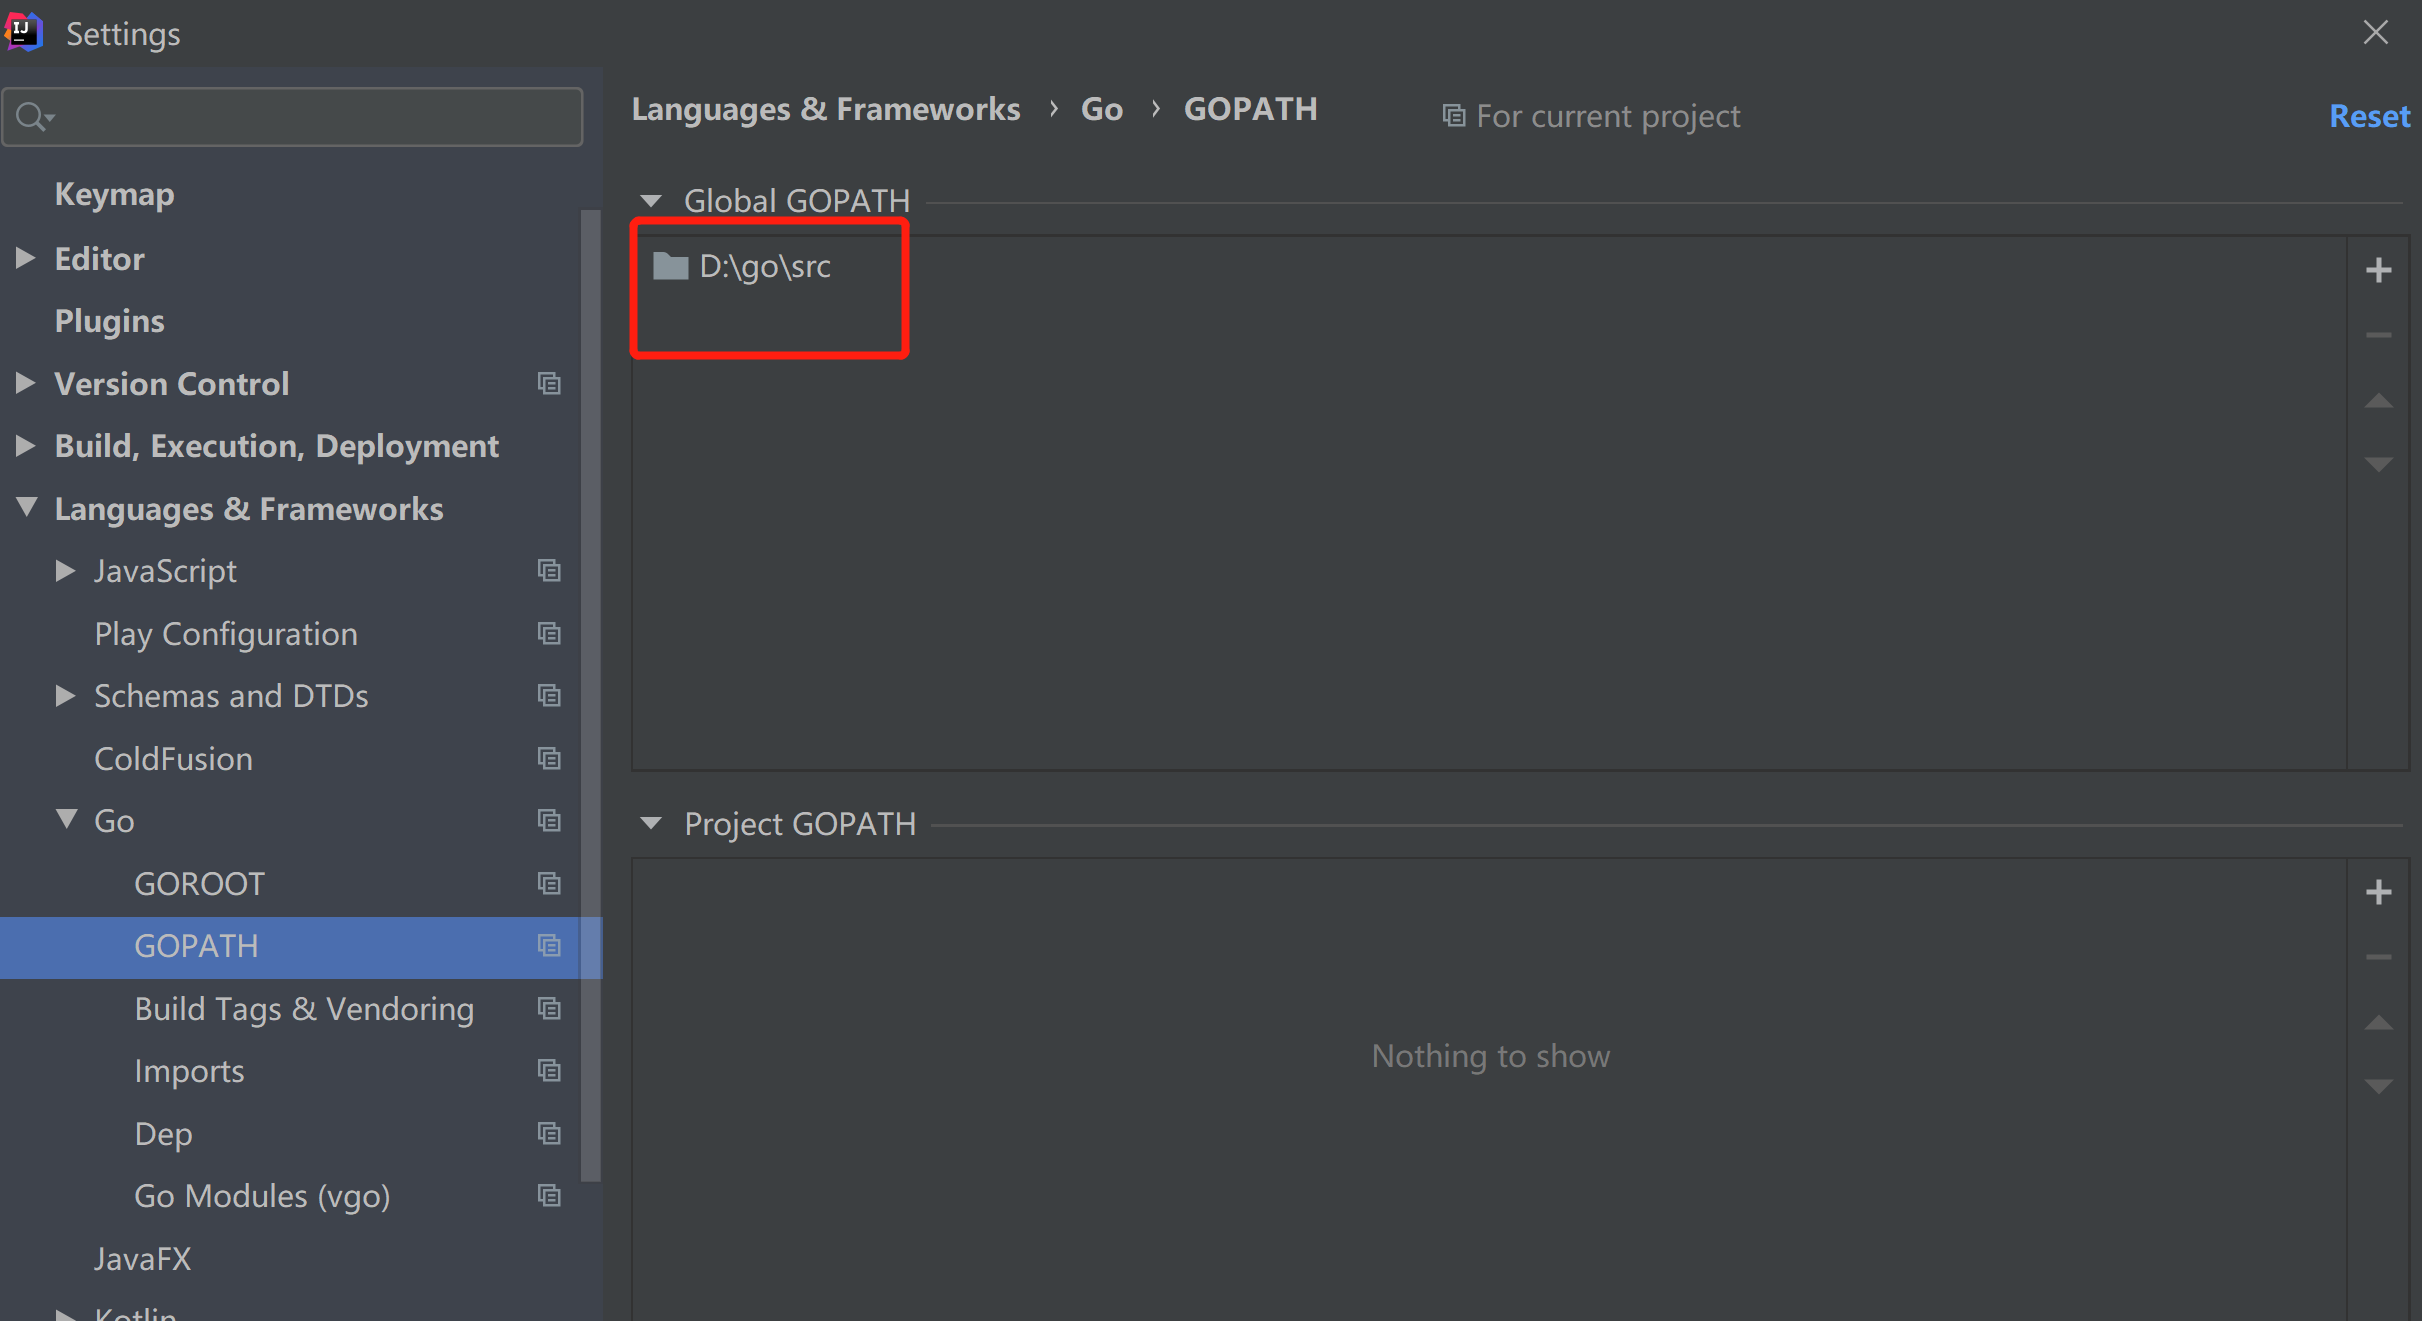 Settings
Keymap
Editor
Plugins
Version Control
Build, Execution, Deployment
Languages & Frameworks
JavaScript
Play Configuration
Schemas and DTDs
ColdFusion
Go
GOROOT
GOPATH
Build Tags & Vendoring
Imports
Dep
Go Modules (vgo)
JavaFX
Kotlin
Languages & Frameworks › Go › GOPATH
For current project
Reset
Global GOPATH
D:\go\src
Project GOPATH
Nothing to show